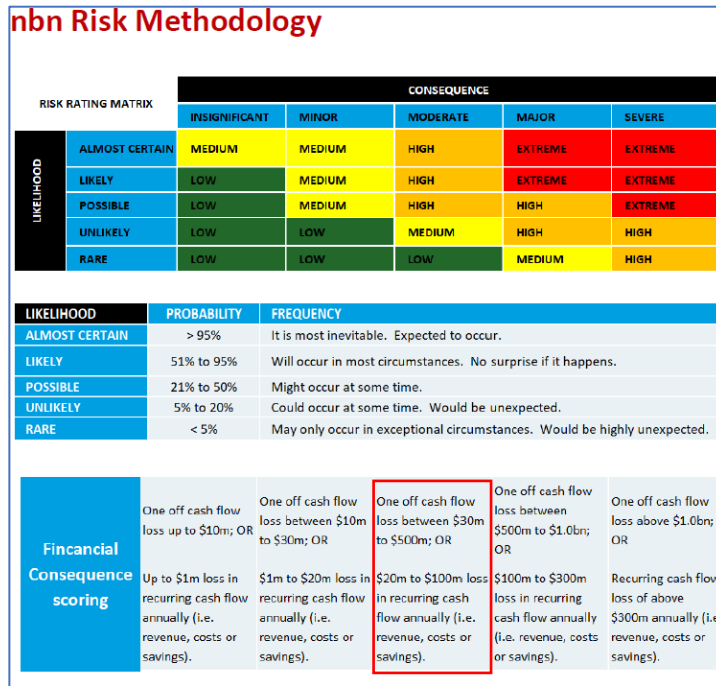 nbn Risk Methodology
RISK RATING MATRIX
CONSEQUENCE
INSIGNIFICANT MINOR MODERATE MAJOR SEVERE
LIKELIHOOD
ALMOST CERTAIN MEDIUM MEDIUM HIGH EXTREME EXTREME
LIKELY LOW MEDIUM HIGH EXTREME EXTREME
POSSIBLE LOW MEDIUM HIGH HIGH EXTREME
UNLIKELY LOW LOW MEDIUM HIGH HIGH
RARE LOW LOW LOW MEDIUM HIGH
LIKELIHOOD PROBABILITY FREQUENCY
ALMOST CERTAIN > 95% It is most inevitable. Expected to occur.
LIKELY 51% to 95% Will occur in most circumstances. No surprise if it happens.
POSSIBLE 21% to 50% Might occur at some time.
UNLIKELY 5% to 20% Could occur at some time. Would be unexpected.
RARE < 5% May only occur in exceptional circumstances. Would be highly unexpected.
Fincancial
Consequence
scoring
One off cash flow
loss up to $10m; OR
Up to $1m loss in
recurring cash flow
annually (i.e.
revenue, costs or
savings).
One off cash flow
loss between $10m
to $30m; OR
$1m to $20m loss in
recurring cash flow
annually (i.e.
revenue, costs or
savings).
One off cash flow
loss between $30m
to $500m; OR
$20m to $100m loss
in recurring cash
flow annually (i.e.
revenue, costs or
savings).
One off cash flow
loss between
$500m to $1.0bn;
OR
$100m to $300m
loss in recurring
cash flow annually
(i.e. revenue, costs
or savings).
One off cash flow
loss above $1.0bn;
OR
Recurring cash flow
loss of above
$300m annually (i.e
revenue, costs or
savings).